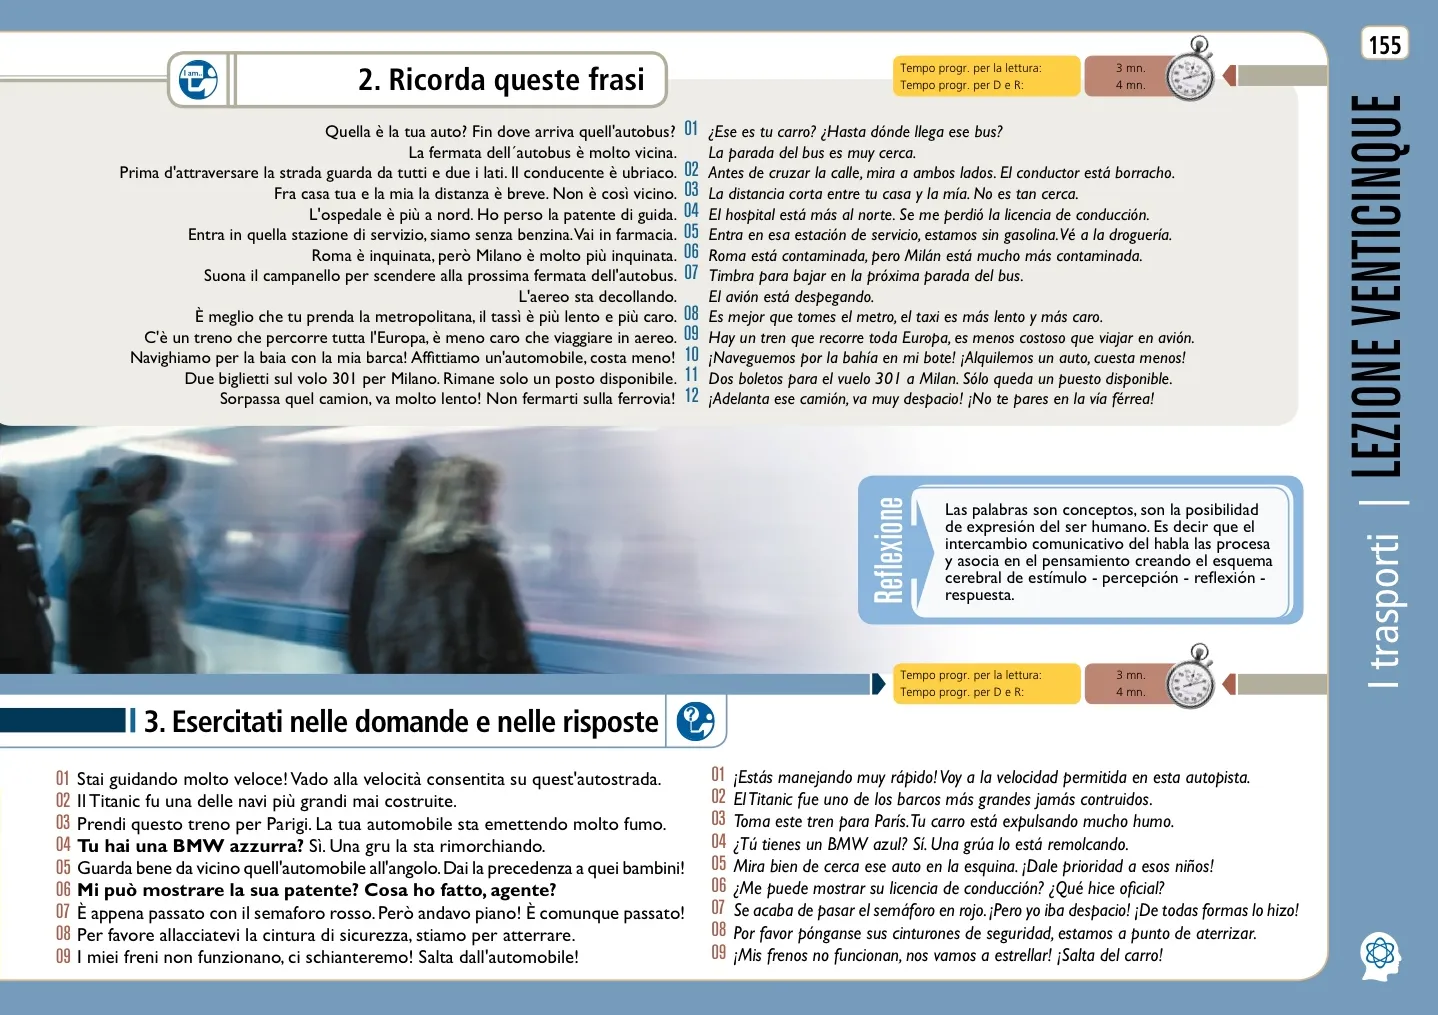 155
I am..
2. Ricorda queste frasi
Tempo progr. per la lettura: 3 mn.
Tempo progr. per D e R: 4 mn.
Quella è la tua auto? Fin dove arriva quell'autobus? 01 ¿Ese es tu carro? ¿Hasta dónde llega ese bus?
La fermata dell´autobus è molto vicina. La parada del bus es muy cerca.
Prima d'attraversare la strada guarda da tutti e due i lati. Il conducente è ubriaco. 02 Antes de cruzar la calle, mira a ambos lados. El conductor está borracho.
Fra casa tua e la mia la distanza è breve. Non è così vicino. 03 La distancia corta entre tu casa y la mía. No es tan cerca.
L'ospedale è più a nord. Ho perso la patente di guida. 04 El hospital está más al norte. Se me perdió la licencia de conducción.
Entra in quella stazione di servizio, siamo senza benzina. Vai in farmacia. 05 Entra en esa estación de servicio, estamos sin gasolina. Vé a la droguería.
Roma è inquinata, però Milano è molto più inquinata. 06 Roma está contaminada, pero Milán está mucho más contaminada.
Suona il campanello per scendere alla prossima fermata dell'autobus. 07 Timbra para bajar en la próxima parada del bus.
L'aereo sta decollando. El avión está despegando.
È meglio che tu prenda la metropolitana, il tassì è più lento e più caro. 08 Es mejor que tomes el metro, el taxi es más lento y más caro.
C'è un treno che percorre tutta l'Europa, è meno caro che viaggiare in aereo. 09 Hay un tren que recorre toda Europa, es menos costoso que viajar en avión.
Navighiamo per la baia con la mia barca! Affittiamo un'automobile, costa meno! 10 ¡Naveguemos por la bahía en mi bote! ¡Alquilemos un auto, cuesta menos!
Due biglietti sul volo 301 per Milano. Rimane solo un posto disponibile. 11 Dos boletos para el vuelo 301 a Milan. Sólo queda un puesto disponible.
Sorpassa quel camion, va molto lento! Non fermarti sulla ferrovia! 12 ¡Adelanta ese camión, va muy despacio! ¡No te pares en la vía férrea!
LEZIONE VENTICINQUE
I trasporti
Reflexione
Las palabras son conceptos, son la posibilidad
de expresión del ser humano. Es decir que el
intercambio comunicativo del habla las procesa
y asocia en el pensamiento creando el esquema
cerebral de estímulo - percepción - reflexión -
respuesta.
Tempo progr. per la lettura: 3 mn.
Tempo progr. per D e R: 4 mn.
3. Esercitati nelle domande e nelle risposte
?
01 Stai guidando molto veloce! Vado alla velocità consentita su quest'autostrada.
02 Il Titanic fu una delle navi più grandi mai costruite.
03 Prendi questo treno per Parigi. La tua automobile sta emettendo molto fumo.
04 Tu hai una BMW azzurra? Sì. Una gru la sta rimorchiando.
05 Guarda bene da vicino quell'automobile all'angolo. Dai la precedenza a quei bambini!
06 Mi può mostrare la sua patente? Cosa ho fatto, agente?
07 È appena passato con il semaforo rosso. Però andavo piano! È comunque passato!
08 Per favore allacciatevi la cintura di sicurezza, stiamo per atterrare.
09 I miei freni non funzionano, ci schianteremo! Salta dall'automobile!
01 ¡Estás manejando muy rápido! Voy a la velocidad permitida en esta autopista.
02 El Titanic fue uno de los barcos más grandes jamás contruidos.
03 Toma este tren para París. Tu carro está expulsando mucho humo.
04 ¿Tú tienes un BMW azul? Sí. Una grúa lo está remolcando.
05 Mira bien de cerca ese auto en la esquina. ¡Dale prioridad a esos niños!
06 ¿Me puede mostrar su licencia de conducción? ¿Qué hice oficial?
07 Se acaba de pasar el semáforo en rojo. ¡Pero yo iba despacio! ¡De todas formas lo hizo!
08 Por favor pónganse sus cinturones de seguridad, estamos a punto de aterrizar.
09 ¡Mis frenos no funcionan, nos vamos a estrellar! ¡Salta del carro!